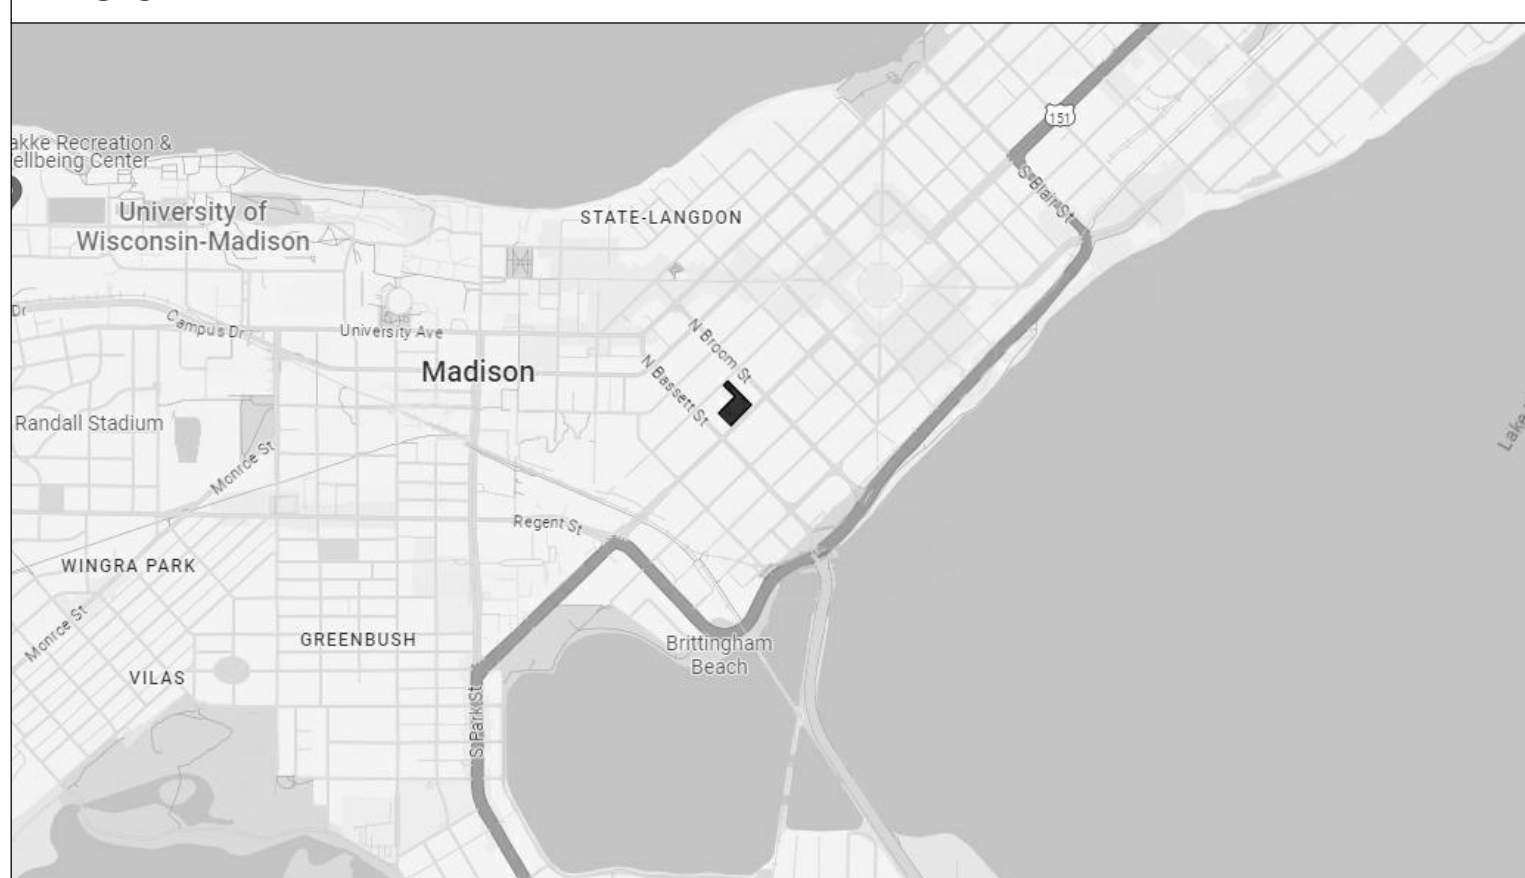 akke Recreation &
ellbeing Center
151
S Blair St
University of
Wisconsin-Madison
STATE-LANGDON
Dr
Campus Dr
University Ave
N Broom St
Madison
N Bassett St
Randall Stadium
Monroe St
Regent St
WINGRA PARK
Monroe St
GREENBUSH
Brittingham
Beach
VILAS
S Park St
Lake